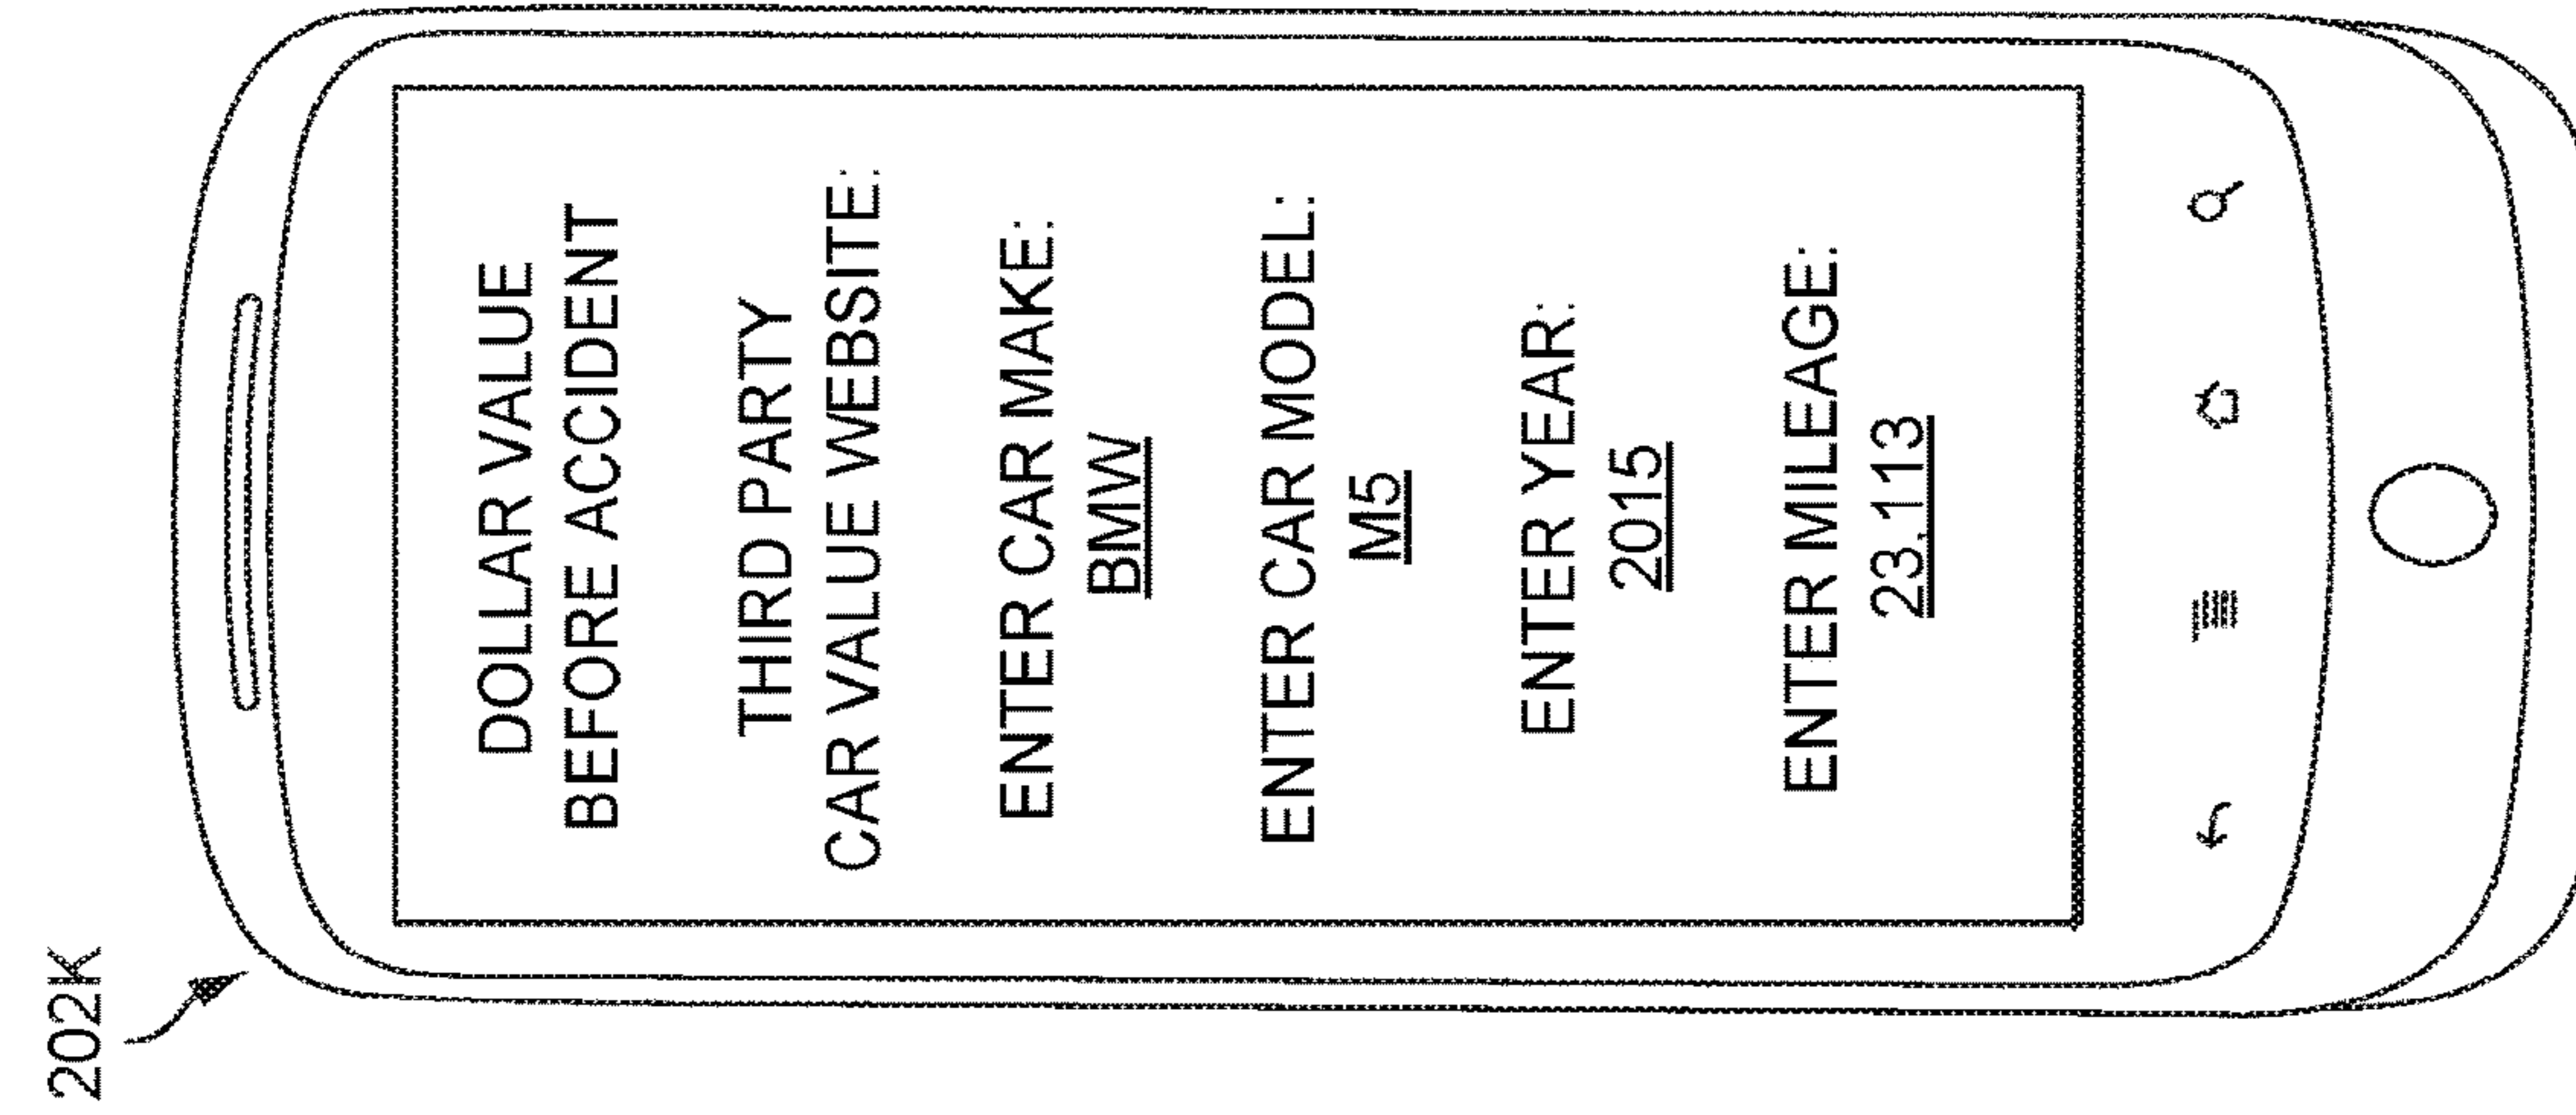 202K
DOLLAR VALUE
BEFORE ACCIDENT
THIRD PARTY
CAR VALUE WEBSITE:
ENTER CAR MAKE:
BMW
ENTER CAR MODEL:
M5
ENTER YEAR:
2015
ENTER MILEAGE:
23,113